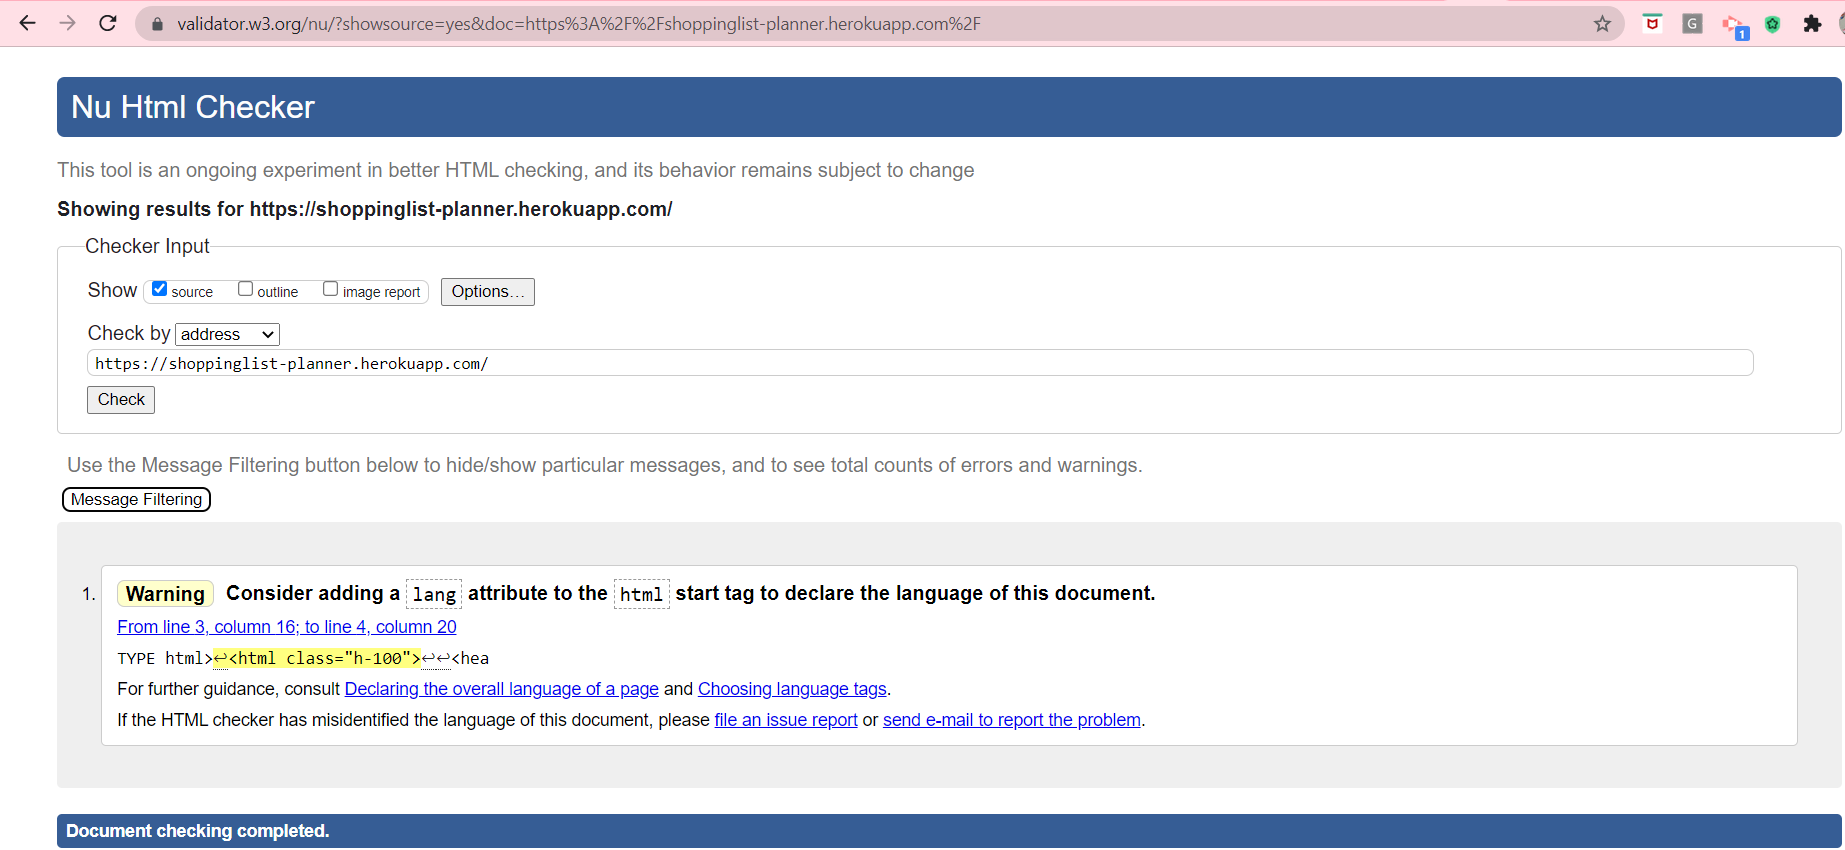 validator.w3.org/nu/?showsource=yes&doc=https%3A%2F%2Fshoppinglist-planner.herokuapp.com%2F
G
1
Nu Html Checker
This tool is an ongoing experiment in better HTML checking, and its behavior remains subject to change
Showing results for https://shoppinglist-planner.herokuapp.com/
Checker Input
Show source outline image report Options...
Check by address
https://shoppinglist-planner.herokuapp.com/
Check
Use the Message Filtering button below to hide/show particular messages, and to see total counts of errors and warnings.
Message Filtering
1. Warning Consider adding a lang attribute to the html start tag to declare the language of this document.
From line 3, column 16; to line 4, column 20
TYPE html>↩<html class="h-100">↩↩<hea
For further guidance, consult Declaring the overall language of a page and Choosing language tags.
If the HTML checker has misidentified the language of this document, please file an issue report or send e-mail to report the problem.
Document checking completed.